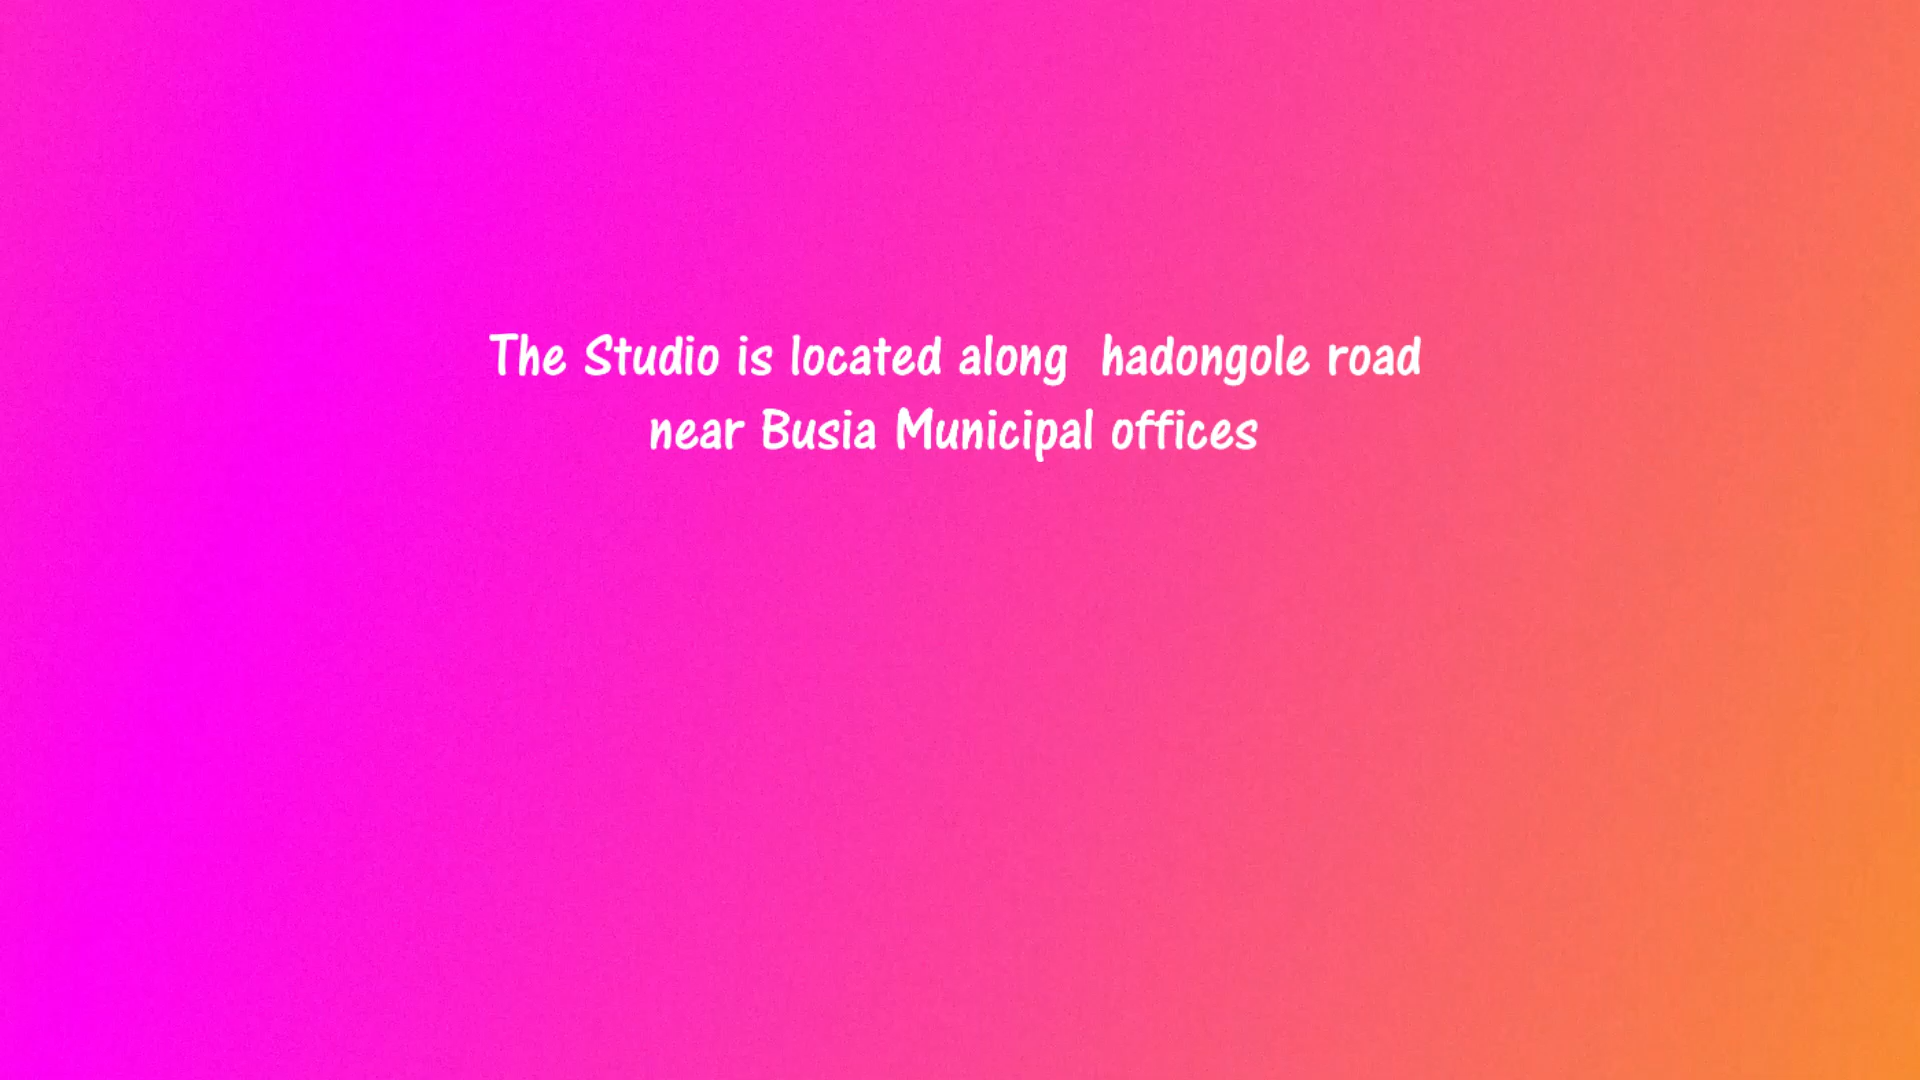 The Studio is located along  hadongole road
near Busia Municipal offices